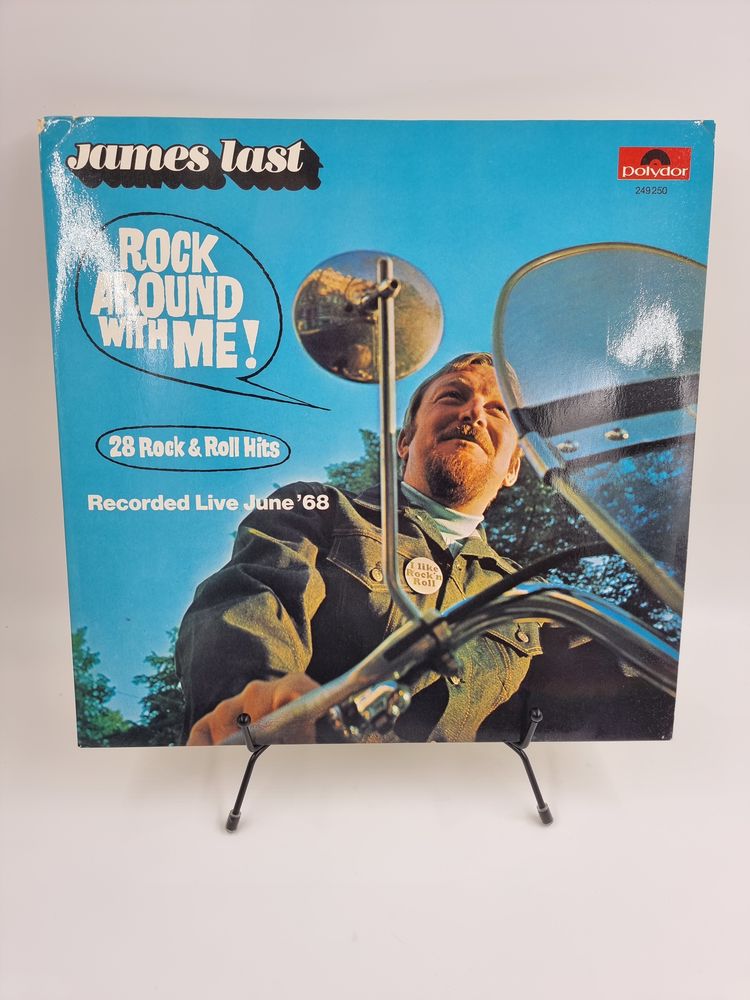 James Last
polydor
249 250
ROCK
AROUND
WITH ME!
28 Rock & Roll Hits
Recorded Live June '68
I like
Rock'n
Roll